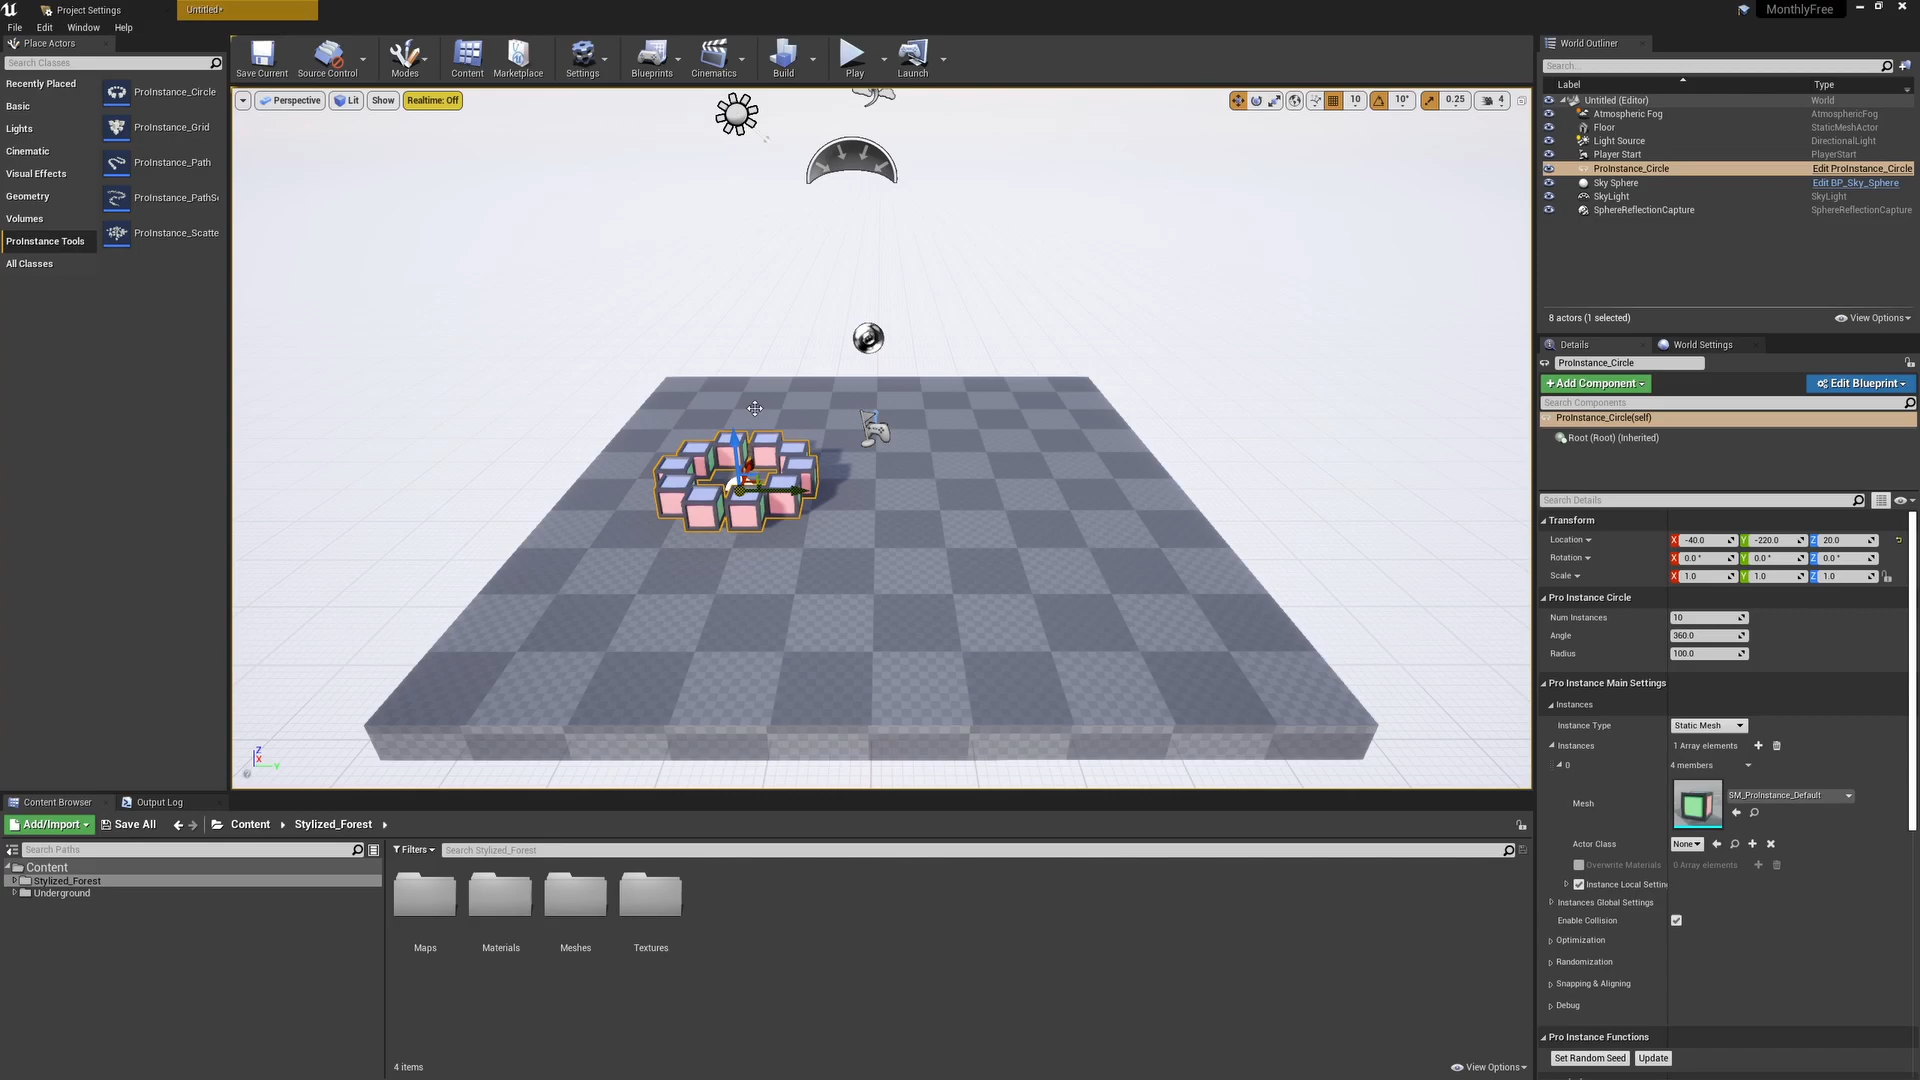 Project Settings
Untitled•
MonthlyFree
File Edit Window Help
Place Actors
Search Classes
Recently Placed
Basic
Lights
Cinematic
Visual Effects
Geometry
Volumes
ProInstance Tools
All Classes
ProInstance_Circle
ProInstance_Grid
ProInstance_Path
ProInstance_PathSc
ProInstance_Scatte
Save Current
Source Control
Modes
Content
Marketplace
Settings
Blueprints
Cinematics
Build
Play
Launch
Perspective
Lit
Show
Realtime: Off
10
10°
0.25
4
Z
X
Y
World Outliner
Search...
Label Type
Untitled (Editor) World
Atmospheric Fog AtmosphericFog
Floor StaticMeshActor
Light Source DirectionalLight
Player Start PlayerStart
ProInstance_Circle Edit ProInstance_Circle
Sky Sphere Edit BP_Sky_Sphere
SkyLight SkyLight
SphereReflectionCapture SphereReflectionCapture
8 actors (1 selected) View Options
Details World Settings
ProInstance_Circle
+Add Component Edit Blueprint
Search Components
ProInstance_Circle(self)
Root (Root) (Inherited)
Search Details
Transform
Location X -40.0 Y -220.0 Z 20.0
Rotation X 0.0° Y 0.0° Z 0.0°
Scale X 1.0 Y 1.0 Z 1.0
Pro Instance Circle
Num Instances 10
Angle 360.0
Radius 100.0
Pro Instance Main Settings
Instances
Instance Type Static Mesh
Instances 1 Array elements
0 4 members
Mesh SM_ProInstance_Default
Actor Class None
Overwrite Materials 0 Array elements
Instance Local Setting
Instances Global Settings
Enable Collision
Optimization
Randomization
Snapping & Aligning
Debug
Pro Instance Functions
Set Random Seed Update
Content Browser Output Log
Add/Import Save All Content Stylized_Forest
Search Paths
Content
Stylized_Forest
Underground
Filters Search Stylized_Forest
Maps
Materials
Meshes
Textures
4 items View Options